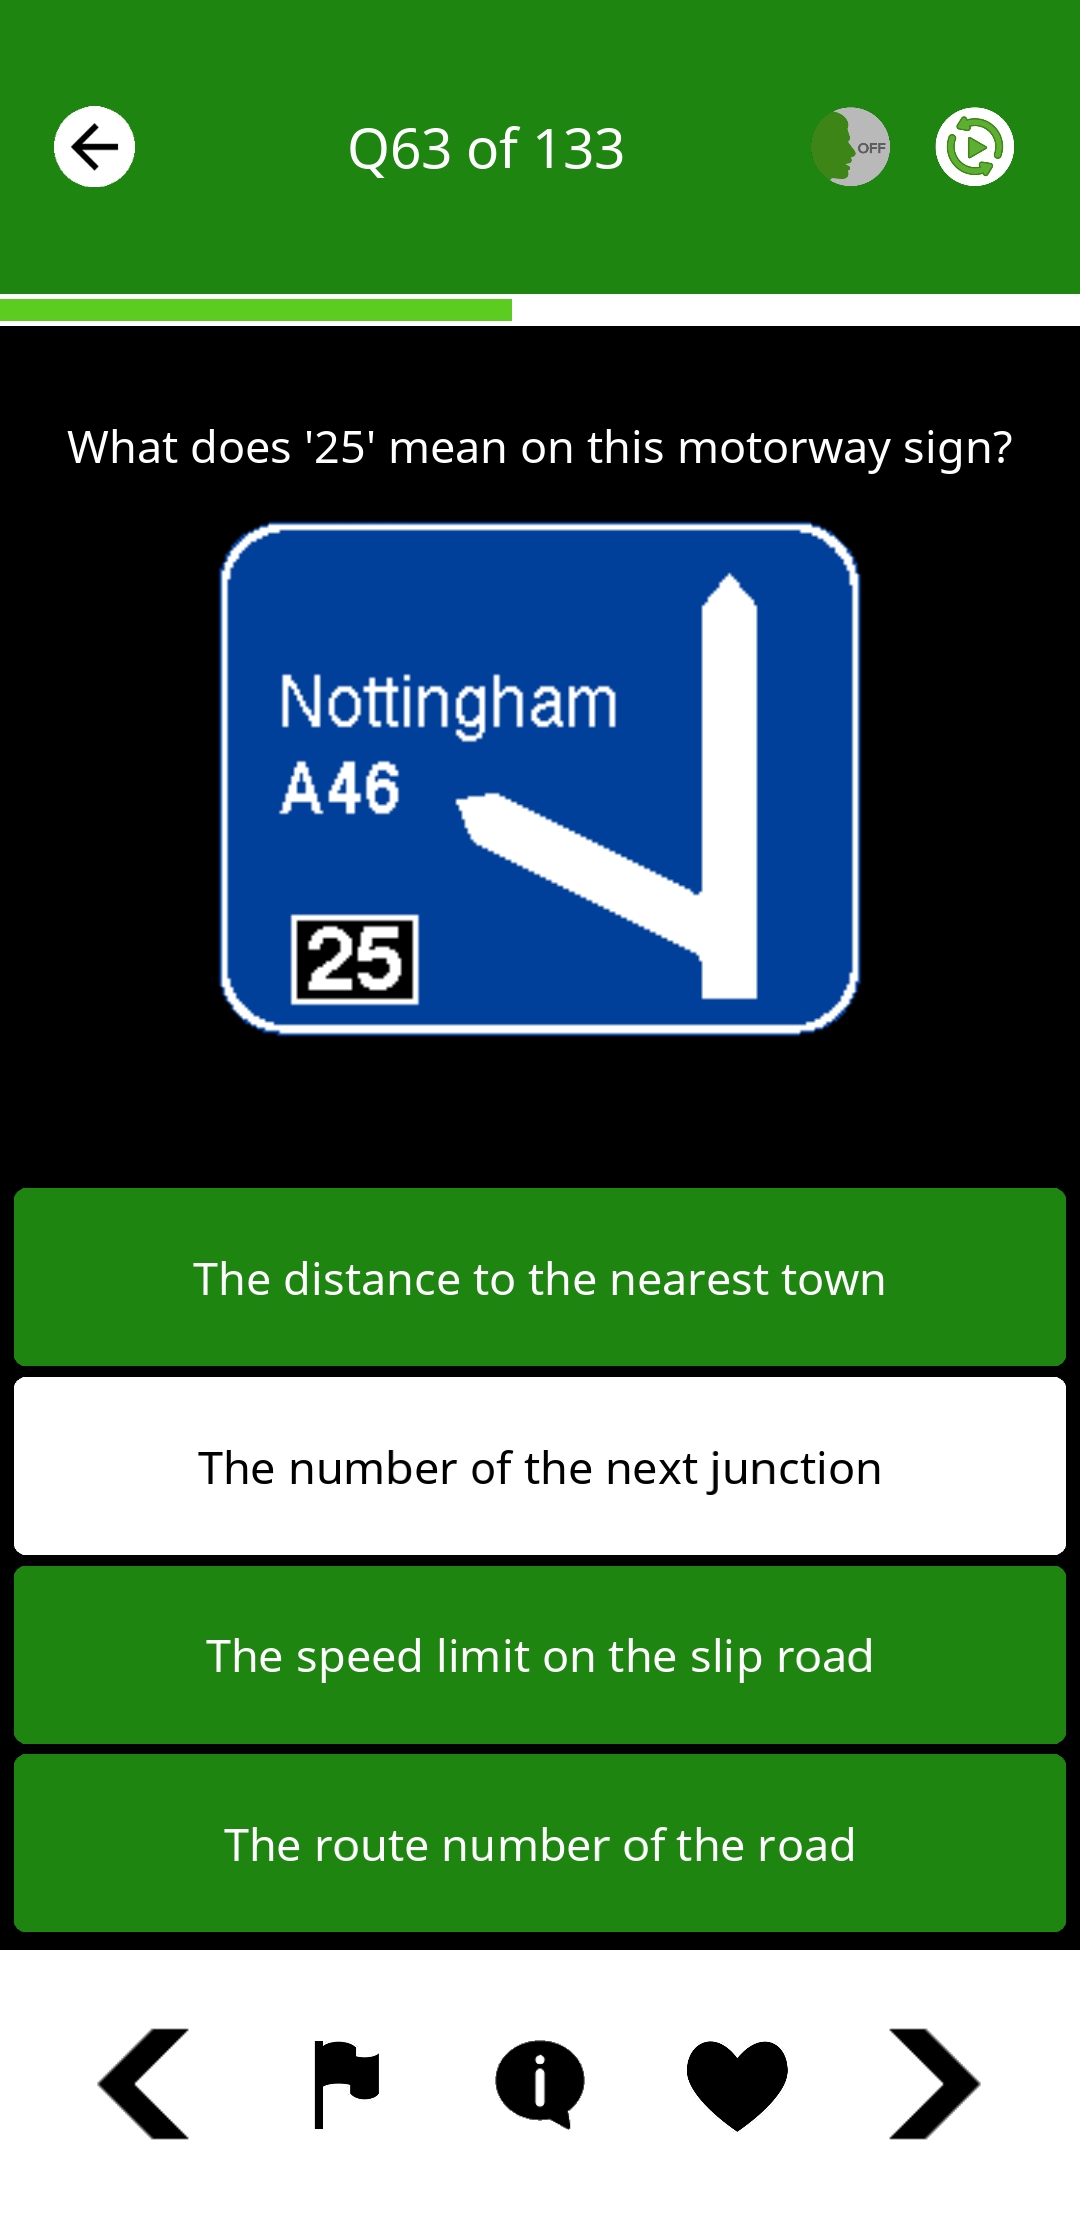 Q63 of 133
OFF
What does '25' mean on this motorway sign?
Nottingham
A46
25
The distance to the nearest town
The number of the next junction
The speed limit on the slip road
The route number of the road